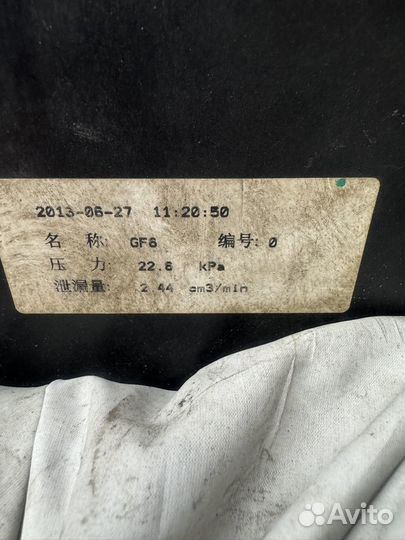 2013-06-27 11:20:50
名 称: GF6 编号: 0
压 力: 22.6 kPa
泄漏量: 2.44 cm3/min
Avito